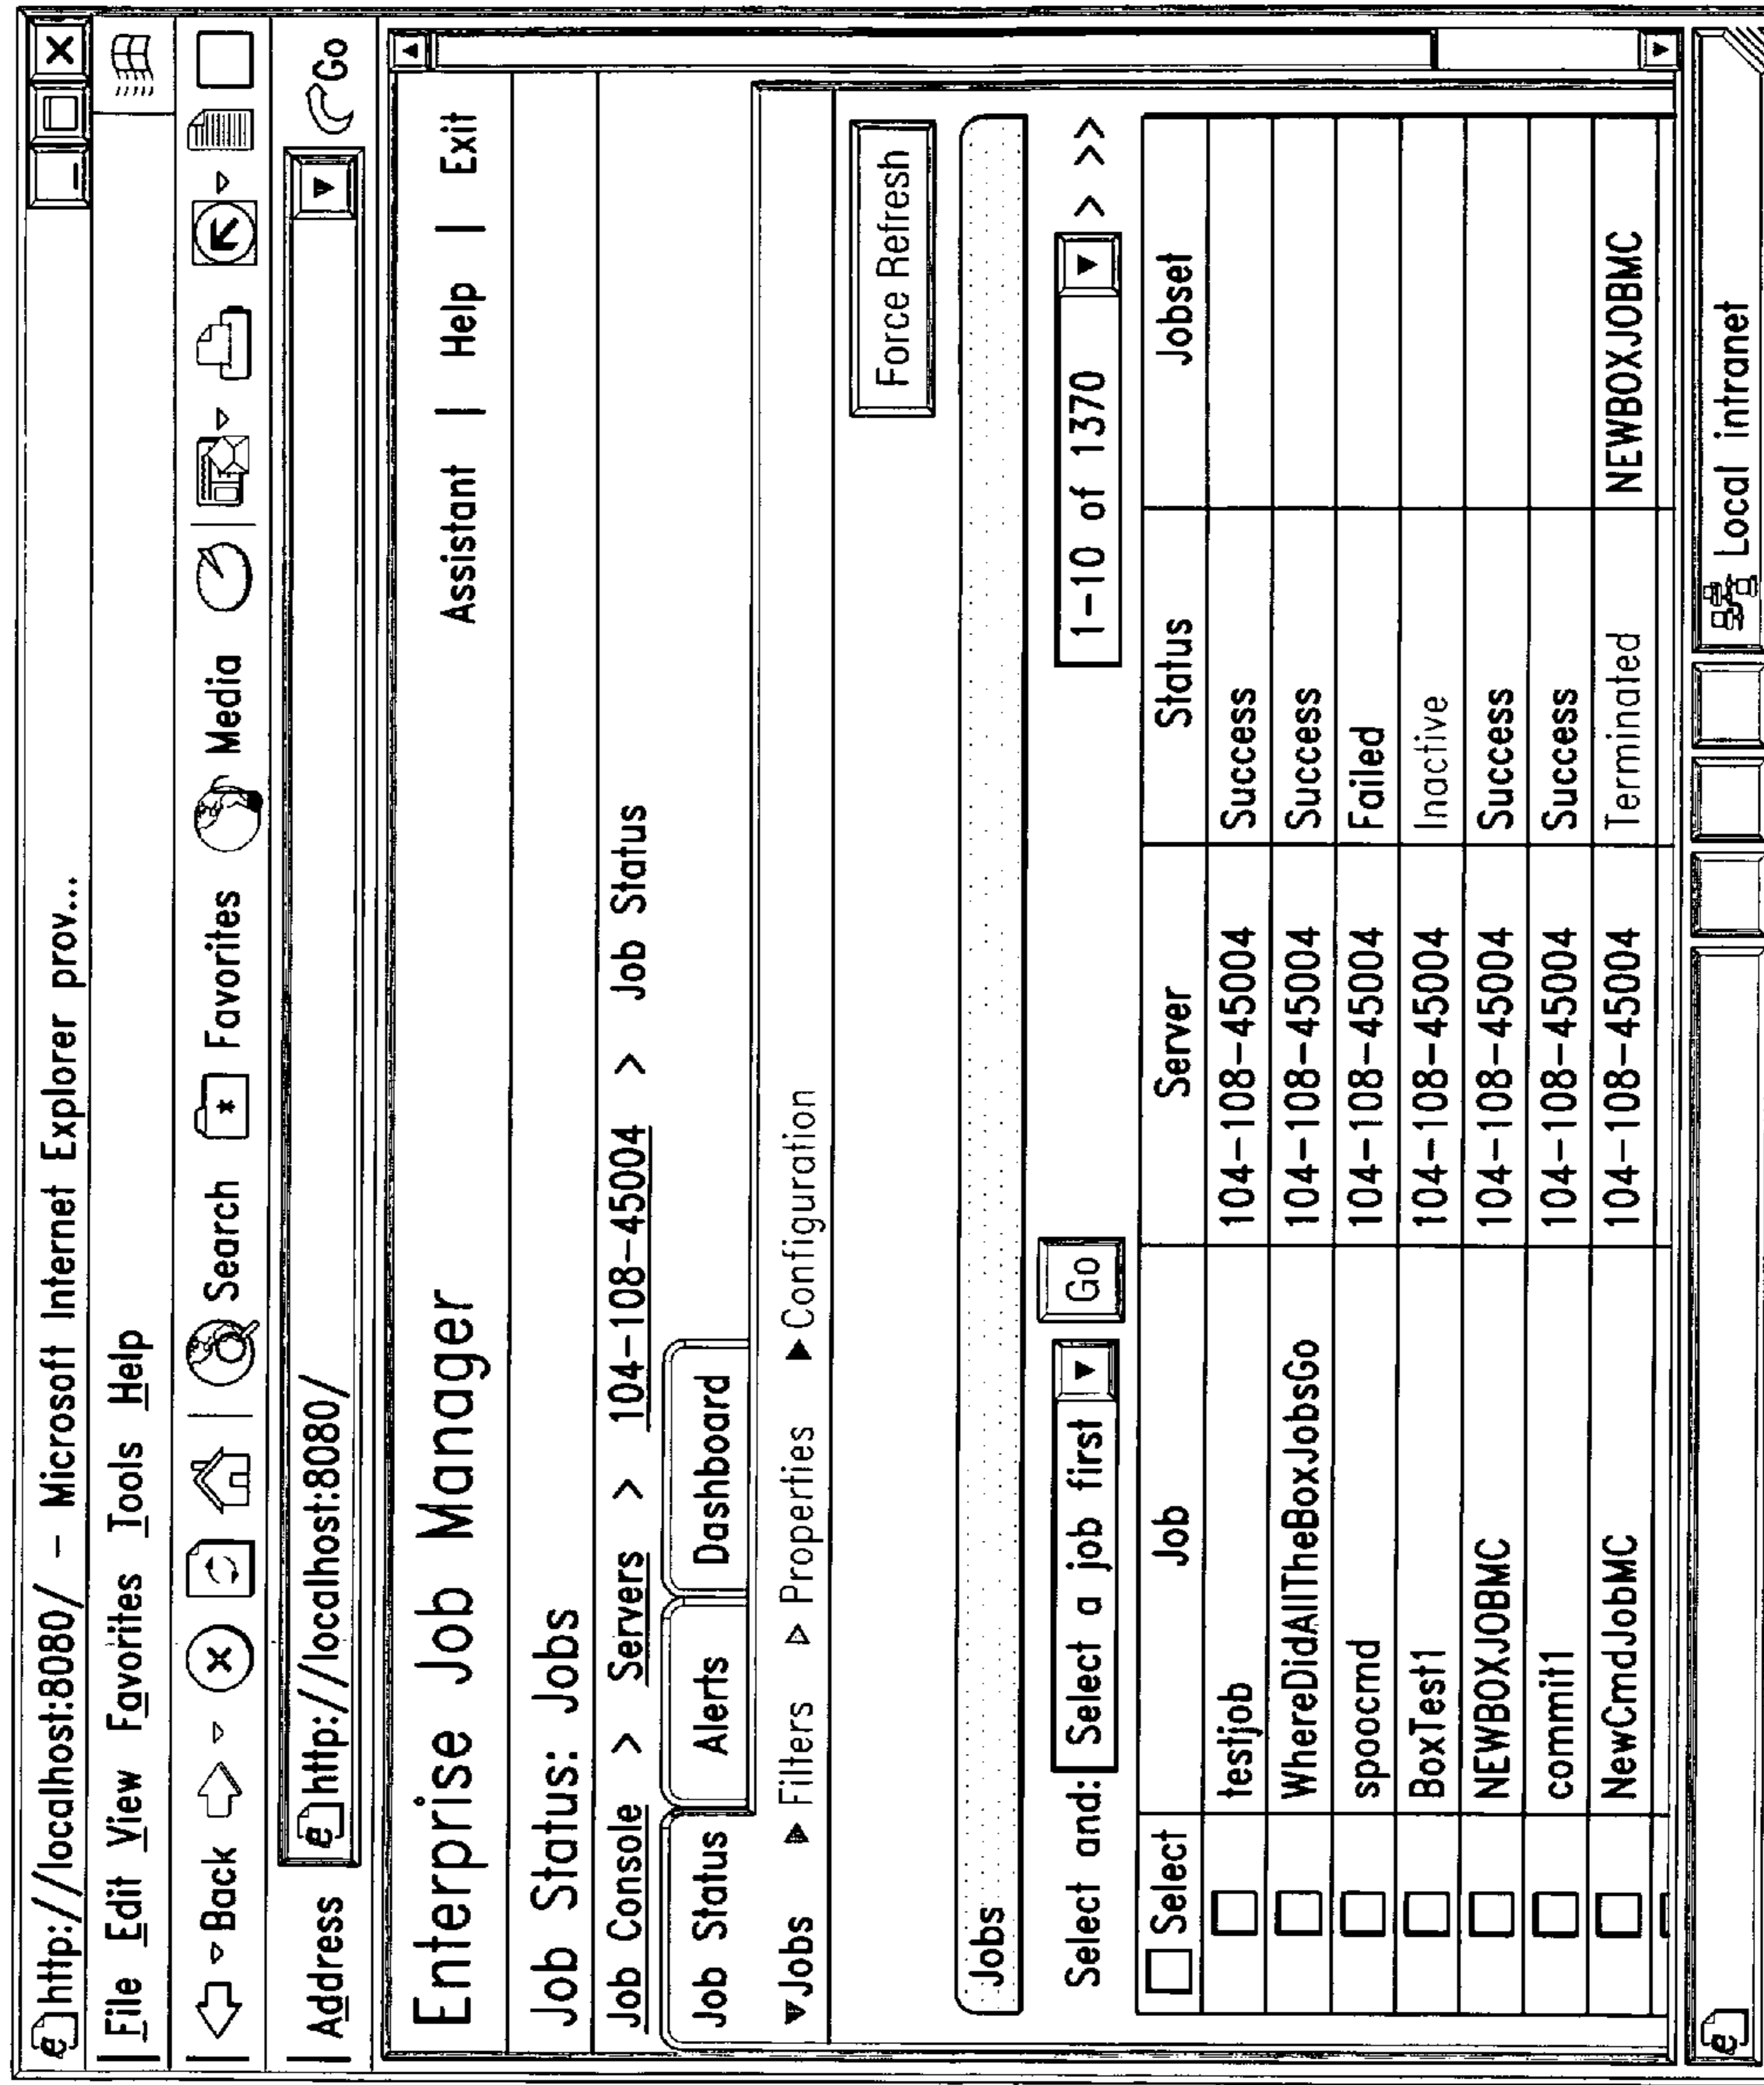 http://localhost:8080/ - Microsoft Internet Explorer prov...
File Edit View Favorites Tools Help
Back Search Favorites Media
Address http://localhost:8080/ Go
Enterprise Job Manager Assistant | Help | Exit
Job Status: Jobs
Job Console > Servers > 104-108-45004 > Job Status
Job Status Alerts Dashboard
Jobs Filters Properties Configuration
Force Refresh
Jobs
Select and: Select a job first Go 1-10 of 1370 > >>
Select Job Server Status Jobset
testjob 104-108-45004 Success
WhereDidAllTheBoxJobsGo 104-108-45004 Success
spoocmd 104-108-45004 Failed
BoxTest1 104-108-45004 Inactive
NEWBOXJOBMC 104-108-45004 Success
commit1 104-108-45004 Success
NewCmdJobMC 104-108-45004 Terminated NEWBOXJOBMC
Local intranet